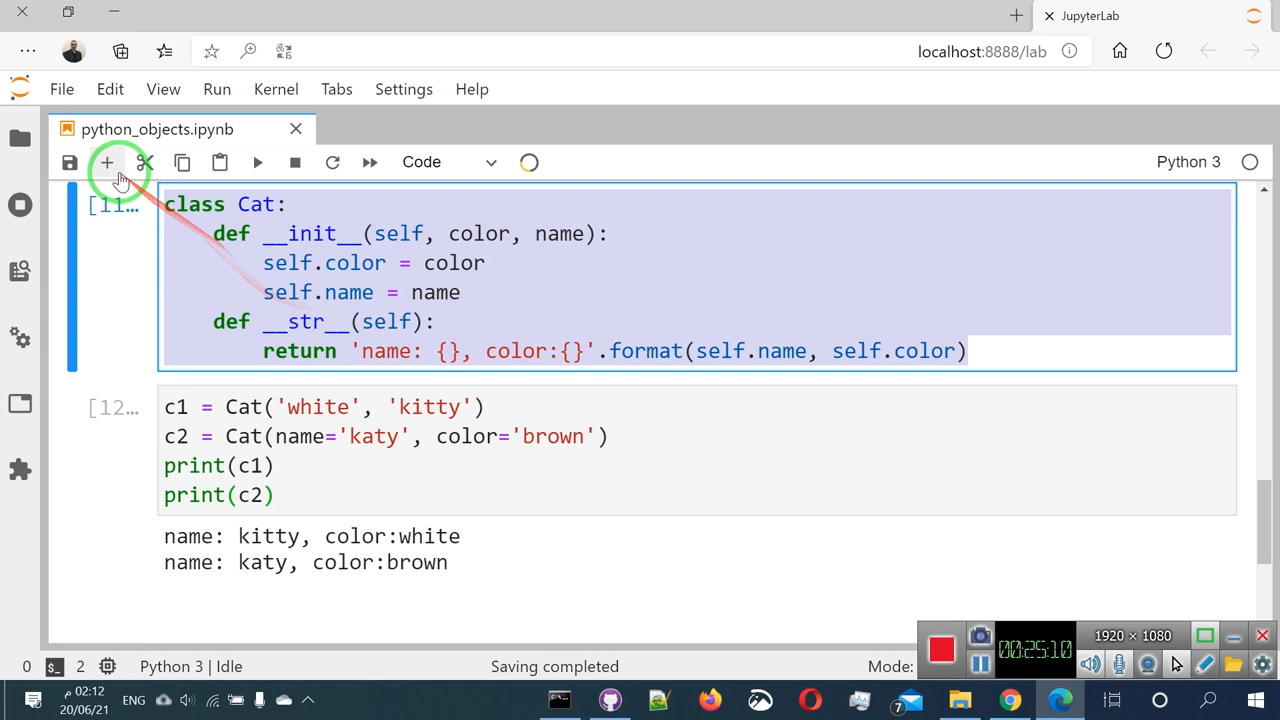 JupyterLab
localhost:8888/lab
File Edit View Run Kernel Tabs Settings Help
python_objects.ipynb
Code
Python 3
[11…
class Cat:
    def __init__(self, color, name):
        self.color = color
        self.name = name
    def __str__(self):
        return 'name: {}, color:{}'.format(self.name, self.color)
[12…
c1 = Cat('white', 'kitty')
c2 = Cat(name='katy', color='brown')
print(c1)
print(c2)
name: kitty, color:white
name: katy, color:brown
0 $_ 2 Python 3 | Idle Saving completed Mode:
1920 × 1080
00:25:10
02:12 م
20/06/21
ENG
7